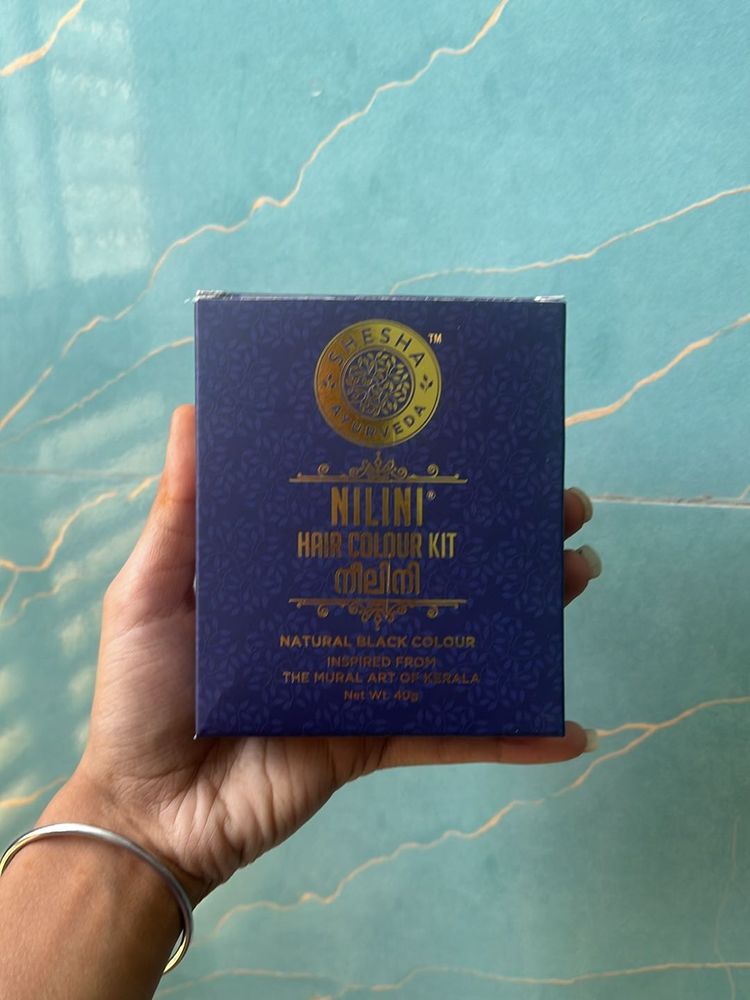 SHESHA
AYURVEDA
™
NILINI®
HAIR COLOUR KIT
നീലിനി
NATURAL BLACK COLOUR
INSPIRED FROM
THE MURAL ART OF KERALA
Net Wt. 40g